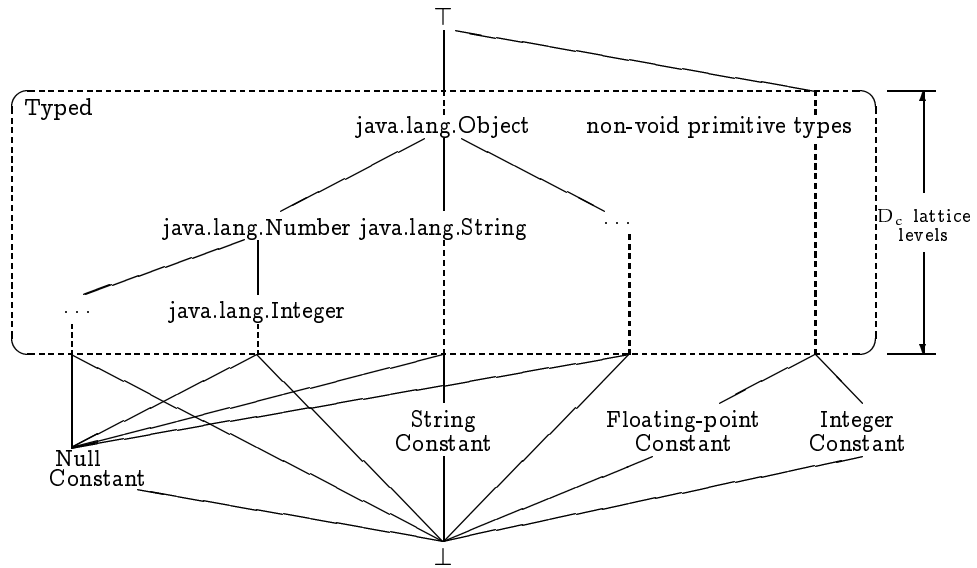 ⊤
Typed
java.lang.Object
non-void primitive types
java.lang.Number
java.lang.String
...
D_c lattice
levels
...
java.lang.Integer
String
Constant
Floating-point
Constant
Integer
Constant
Null
Constant
⊥